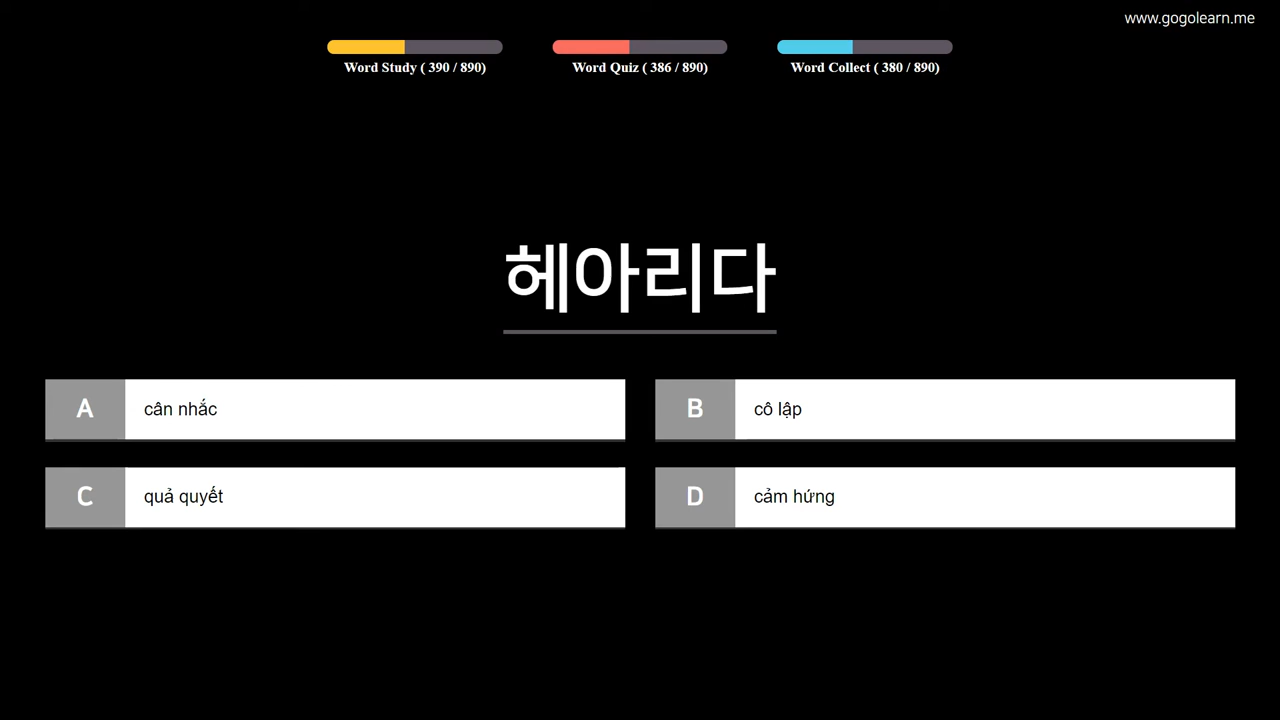 www.gogolearn.me
Word Study ( 390 / 890)
Word Quiz ( 386 / 890)
Word Collect ( 380 / 890)
헤아리다
A cân nhắc
B cô lập
C quả quyết
D cảm hứng